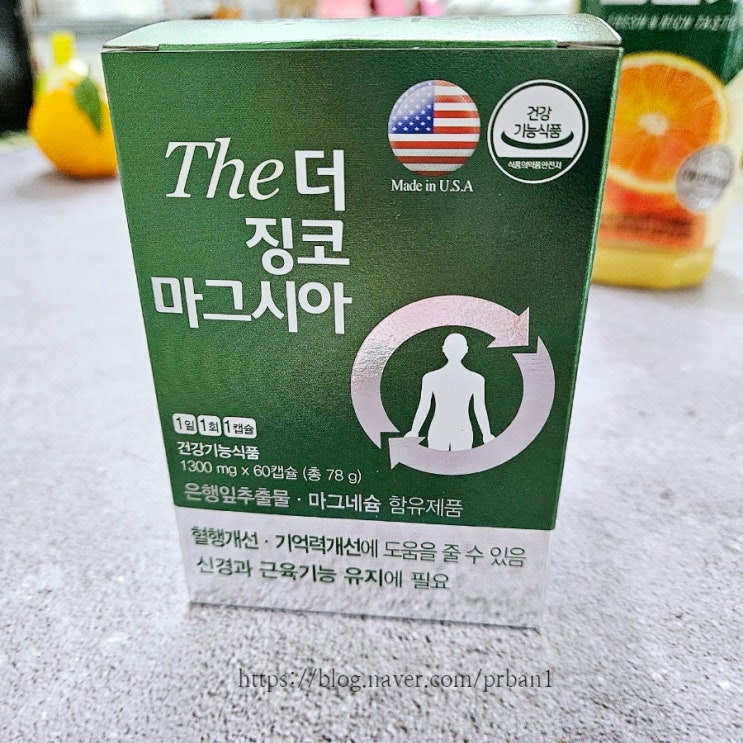 The 더
징코
마그시아
Made in U.S.A
건강
기능식품
식품의약품안전처
1일 1회 1캡슐
건강기능식품
1300 mg x 60캡슐 (총 78 g)
은행잎추출물 · 마그네슘 함유제품
혈행개선 · 기억력개선에 도움을 줄 수 있음
신경과 근육기능 유지에 필요
https://blog.naver.com/prban1